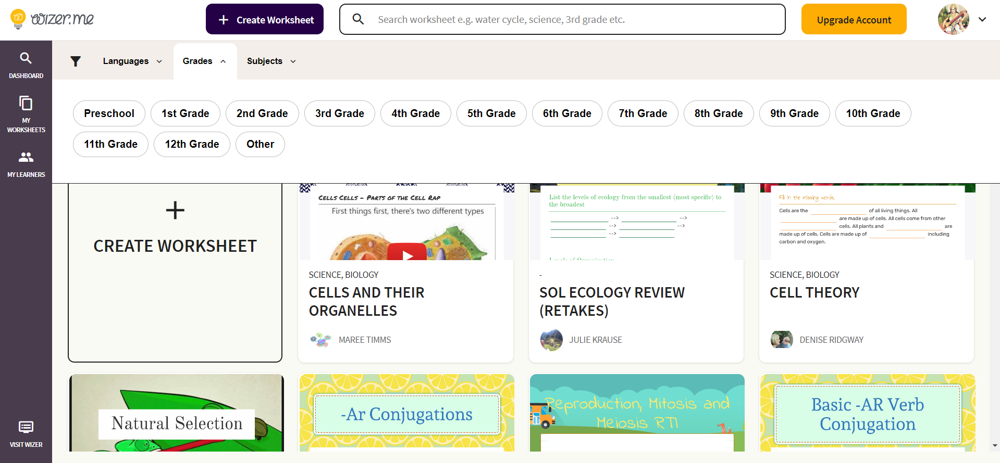 wizer.me
Create Worksheet
Search worksheet e.g. water cycle, science, 3rd grade etc.
Upgrade Account
DASHBOARD
MY WORKSHEETS
MY LEARNERS
VISIT WIZER
Languages
Grades
Subjects
Preschool
1st Grade
2nd Grade
3rd Grade
4th Grade
5th Grade
6th Grade
7th Grade
8th Grade
9th Grade
10th Grade
11th Grade
12th Grade
Other
CREATE WORKSHEET
CELLS CELLS - PARTS OF THE CELL RAP
First things first, there's two different types
SCIENCE, BIOLOGY
CELLS AND THEIR
ORGANELLES
MAREE TIMMS
List the levels of ecology from the smallest (most specific) to
the broadest
--> -->
--> -->
-->
Levels of Organization
-
SOL ECOLOGY REVIEW
(RETAKES)
JULIE KRAUSE
Fill in the missing words.
Cells are the of all living things. All
are made up of cells. All cells come from other
cells. All plants and are
made up of cells. Cells are made up of including
carbon and oxygen.
SCIENCE, BIOLOGY
CELL THEORY
DENISE RIDGWAY
Natural Selection
-Ar Conjugations
Reproduction, Mitosis and
Meiosis RTI
Basic -AR Verb
Conjugation